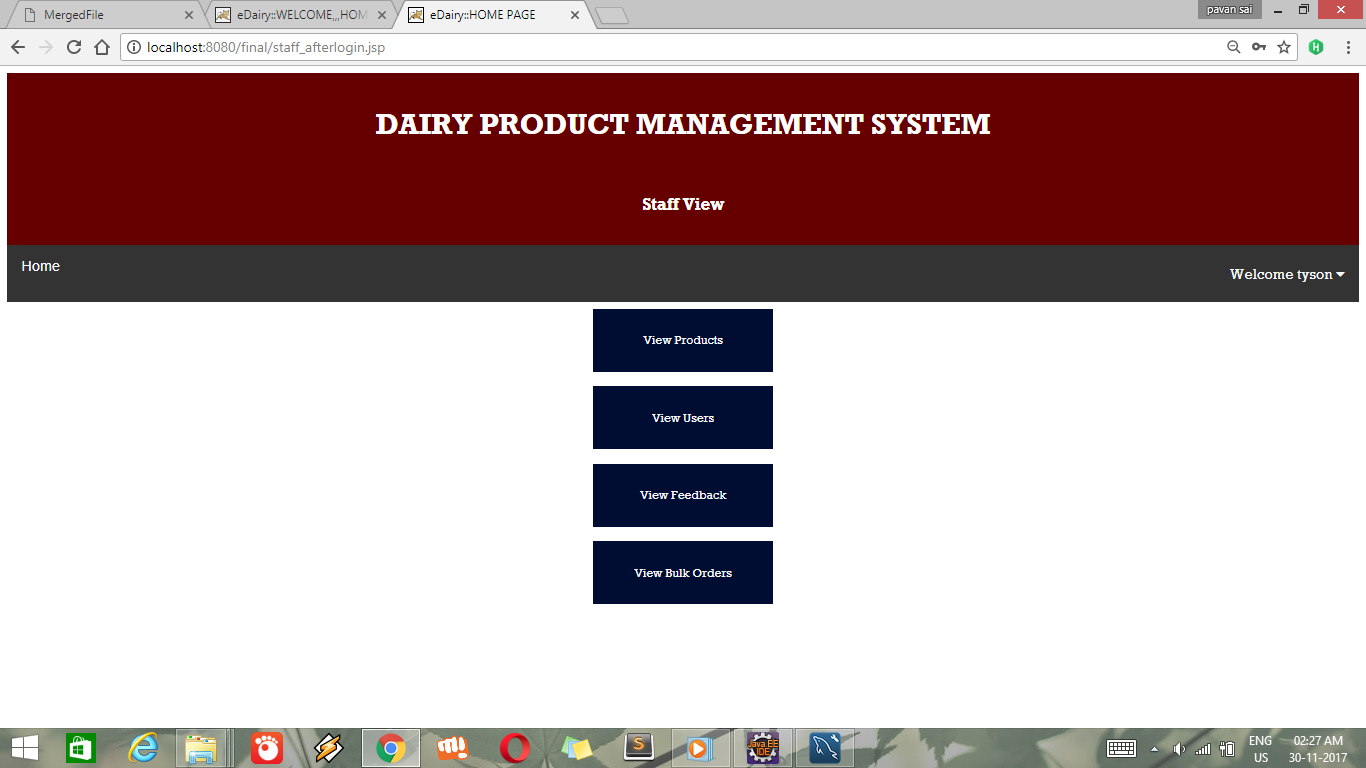 MergedFile
eDairy::WELCOME,,,HOM
eDairy::HOME PAGE
pavan sai
localhost:8080/final/staff_afterlogin.jsp
DAIRY PRODUCT MANAGEMENT SYSTEM
Staff View
Home
Welcome tyson
View Products
View Users
View Feedback
View Bulk Orders
S
Java EE
IDE
ENG
US
02:27 AM
30-11-2017